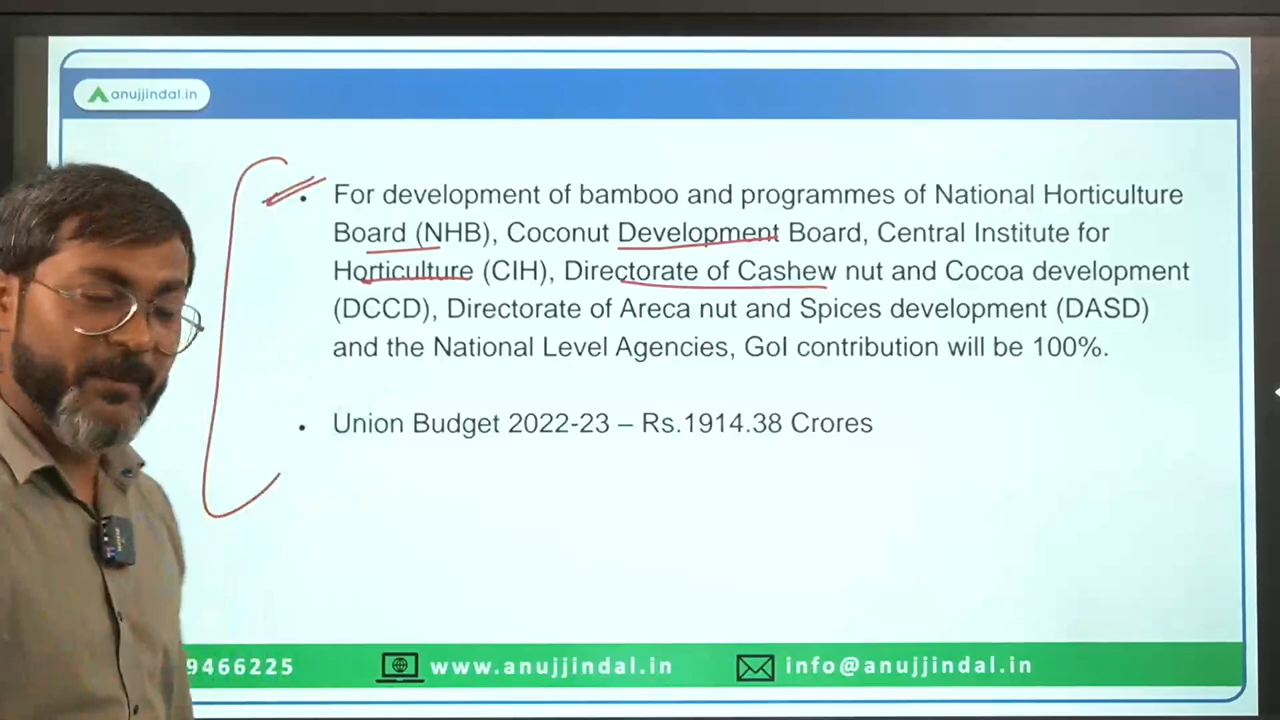 anujjindal.in
For development of bamboo and programmes of National Horticulture
Board (NHB), Coconut Development Board, Central Institute for
Horticulture (CIH), Directorate of Cashew nut and Cocoa development
(DCCD), Directorate of Areca nut and Spices development (DASD)
and the National Level Agencies, GoI contribution will be 100%.
Union Budget 2022-23 – Rs.1914.38 Crores
9466225 www.anujjindal.in info@anujjindal.in